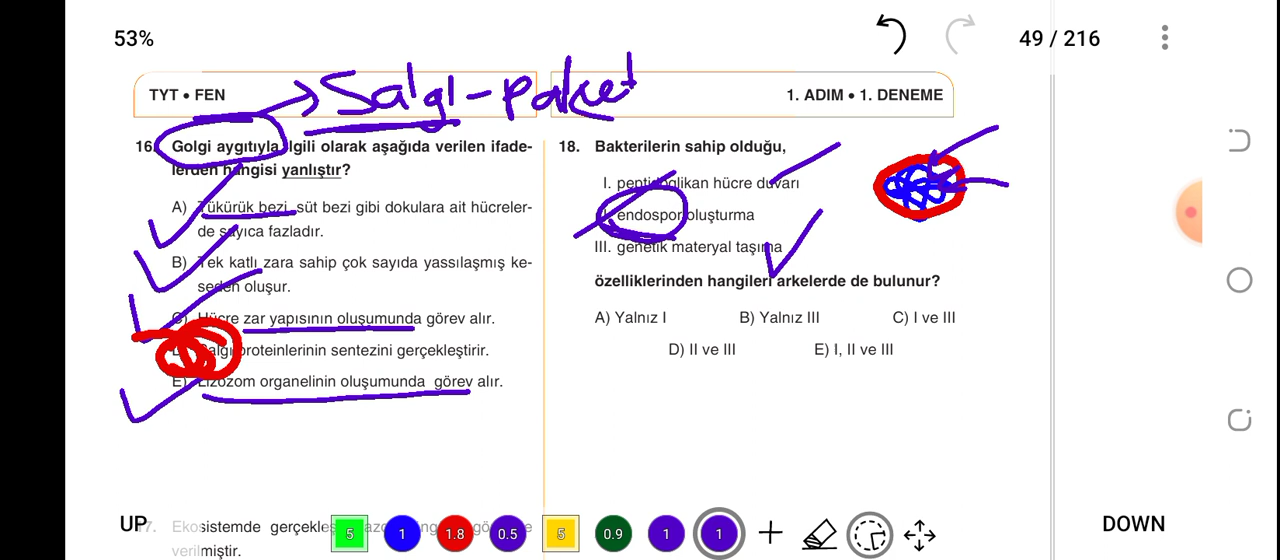 53%
49 / 216
TYT • FEN
Salgı-paket
1. ADIM • 1. DENEME
16. Golgi aygıtıyla ilgili olarak aşağıda verilen ifade-
lerden hangisi yanlıştır?
A) Tükürük bezi, süt bezi gibi dokulara ait hücreler-
de sayıca fazladır.
B) Tek katlı zara sahip çok sayıda yassılaşmış ke-
seden oluşur.
C) Hücre zar yapısının oluşumunda görev alır.
D) Salgı proteinlerinin sentezini gerçekleştirir.
E) Lizozom organelinin oluşumunda görev alır.
17. Ekosistemde gerçekleş
verilmiştir.
18. Bakterilerin sahip olduğu,
I. peptidoglikan hücre duvarı
II. endospor oluşturma
III. genetik materyal taşıma
özelliklerinden hangileri arkelerde de bulunur?
A) Yalnız I B) Yalnız III C) I ve III
D) II ve III E) I, II ve III
UP
5 1 1.8 0.5 5 0.9 1 1
DOWN